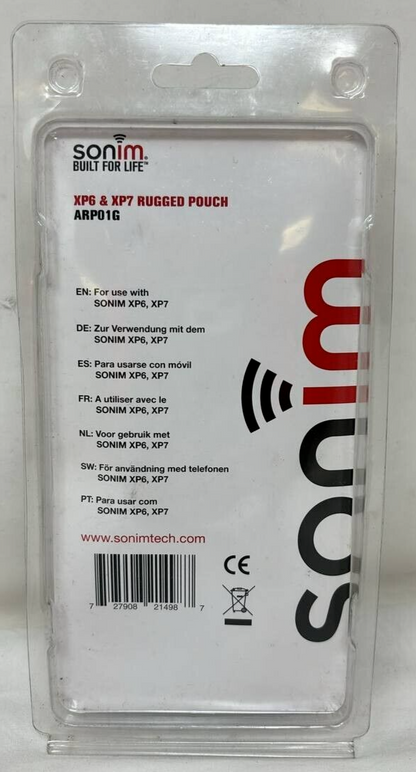 sonim®
BUILT FOR LIFE™
XP6 & XP7 RUGGED POUCH
ARP01G
EN: For use with
SONIM XP6, XP7
DE: Zur Verwendung mit dem
SONIM XP6, XP7
ES: Para usarse con móvil
SONIM XP6, XP7
FR: A utiliser avec le
SONIM XP6, XP7
NL: Voor gebruik met
SONIM XP6, XP7
SW: För användning med telefonen
SONIM XP6, XP7
PT: Para usar com
SONIM XP6, XP7
www.sonimtech.com
7 27908 21498 7
CE
sonim